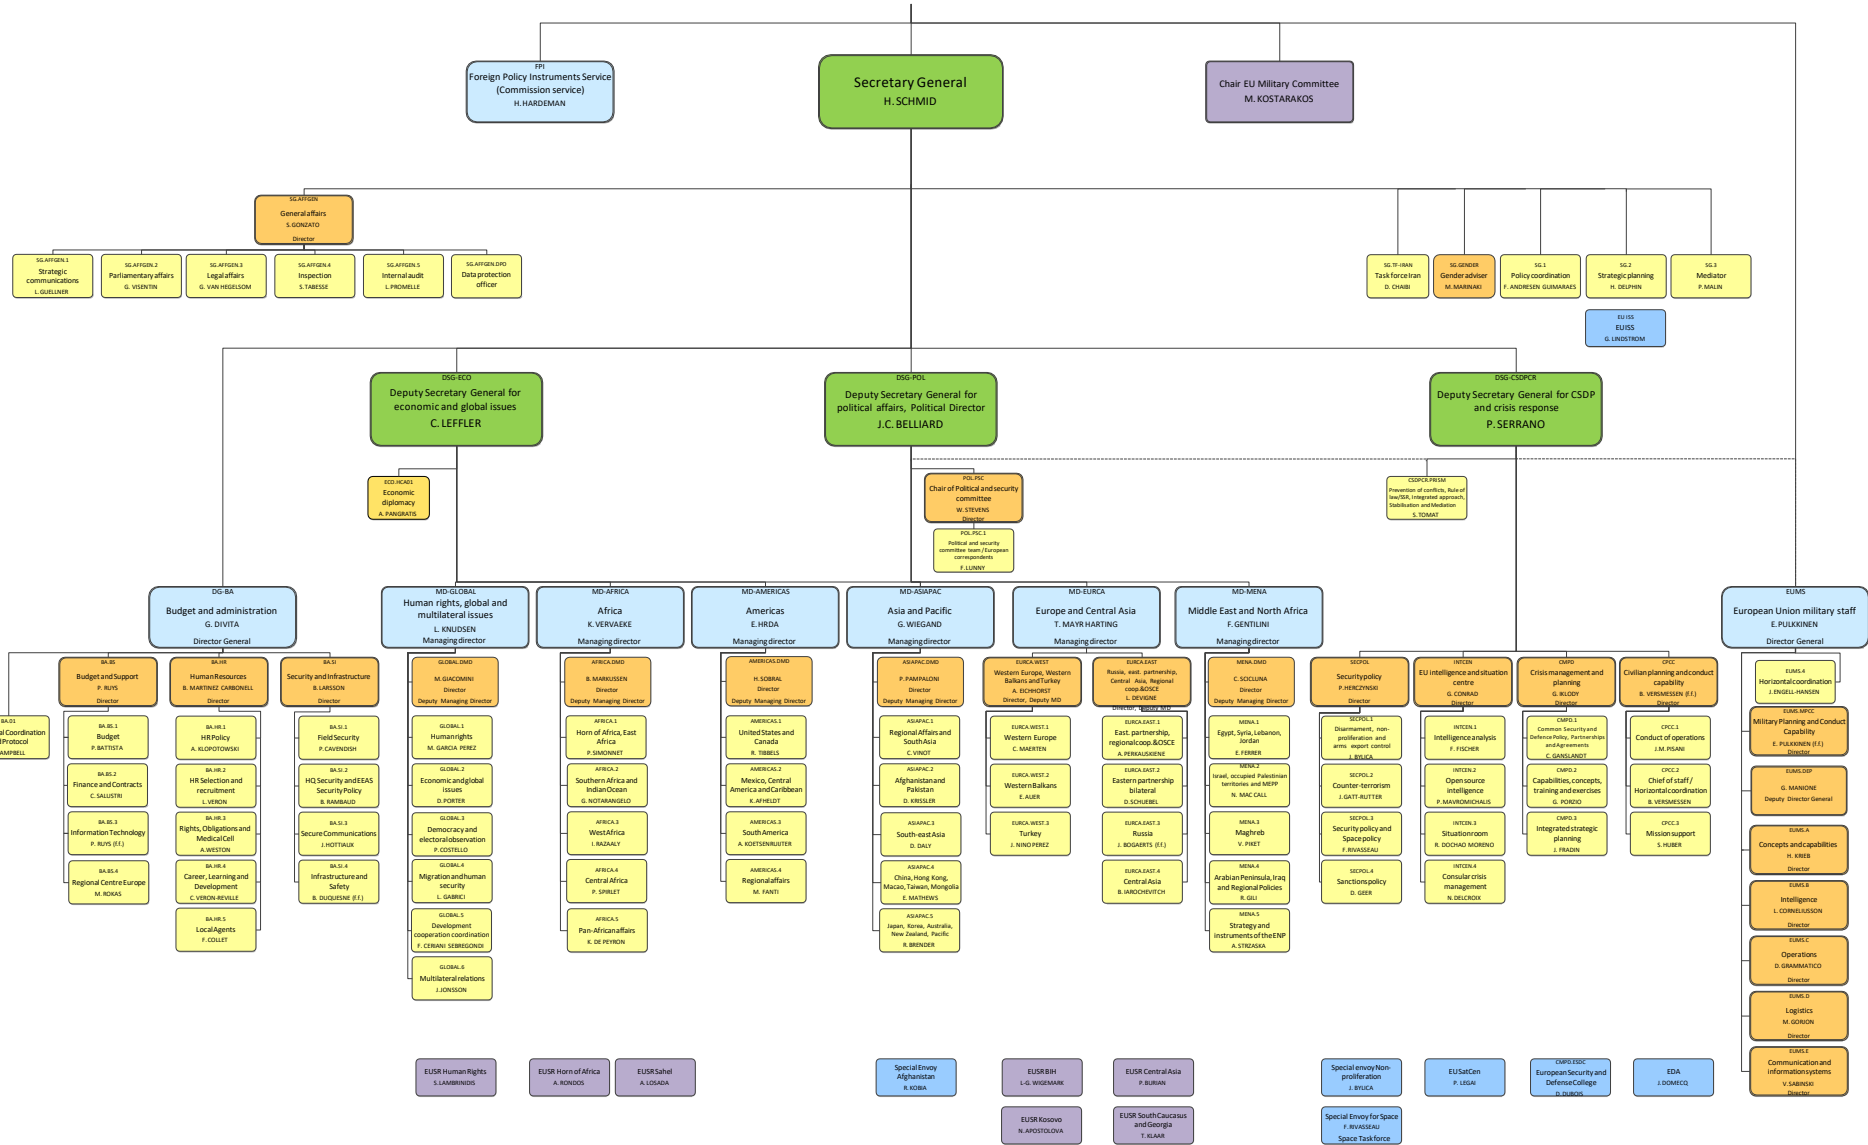 FPI
Foreign Policy Instruments Service
(Commission service)
H. HARDEMAN
Secretary General
H. SCHMID
Chair EU Military Committee
M. KOSTARAKOS
SG.AFFGEN
General affairs
S. GONZATO
Director
SG.AFFGEN.1
Strategic
communications
L. GUELLNER
SG.AFFGEN.2
Parliamentary affairs
G. VISENTIN
SG.AFFGEN.3
Legal affairs
G. VAN HEGELSOM
SG.AFFGEN.4
Inspection
S. TABESSE
SG.AFFGEN.5
Internal audit
L. PROMELLE
SG.AFFGEN.DPO
Data protection
officer
SG.TF-IRAN
Task force Iran
D. CHAIBI
SG.GENDER
Gender adviser
M. MARINAKI
SG.1
Policy coordination
F. ANDRESEN GUIMARAES
SG.2
Strategic planning
H. DELPHIN
SG.3
Mediator
P. MALIN
EU ISS
EUISS
G. LINDSTROM
DSG-ECO
Deputy Secretary General for
economic and global issues
C. LEFFLER
DSG-POL
Deputy Secretary General for
political affairs, Political Director
J.C. BELLIARD
DSG-CSDPCR
Deputy Secretary General for CSDP
and crisis response
P. SERRANO
ECO.HCA01
Economic
diplomacy
A. PANGRATIS
POL.PSC
Chair of Political and security
committee
W. STEVENS
Director
POL.PSC.1
Political and security
committee team / European
correspondents
F. LUNNY
CSDPCR.PRISM
Prevention of conflicts, Rule of
law/SSR, Integrated approach,
Stabilisation and Mediation
S. TOMAT
DG-BA
Budget and administration
G. DIVITA
Director General
MD-GLOBAL
Human rights, global and
multilateral issues
L. KNUDSEN
Managing director
MD-AFRICA
Africa
K. VERVAEKE
Managing director
MD-AMERICAS
Americas
E. HRDA
Managing director
MD-ASIAPAC
Asia and Pacific
G. WIEGAND
Managing director
MD-EURCA
Europe and Central Asia
T. MAYR HARTING
Managing director
MD-MENA
Middle East and North Africa
F. GENTILINI
Managing director
EUMS
European Union military staff
E. PULKKINEN
Director General
BA.01
al Coordination
Protocol
AMPBELL
BA.BS
Budget and Support
P. RUYS
Director
BA.BS.1
Budget
P. BATTISTA
BA.BS.2
Finance and Contracts
C. SALUSTRI
BA.BS.3
Information Technology
P. RUYS (f.f.)
BA.BS.4
Regional Centre Europe
M. ROKAS
BA.HR
Human Resources
B. MARTINEZ CARBONELL
Director
BA.HR.1
HR Policy
A. KLOPOTOWSKI
BA.HR.2
HR Selection and
recruitment
L. VERON
BA.HR.3
Rights, Obligations and
Medical Cell
A. WESTON
BA.HR.4
Career, Learning and
Development
C. VERON-REVILLE
BA.HR.5
Local Agents
F. COLLET
BA.SI
Security and Infrastructure
B. LARSSON
Director
BA.SI.1
Field Security
P. CAVENDISH
BA.SI.2
HQ Security and EEAS
Security Policy
B. RAMBAUD
BA.SI.3
Secure Communications
J. HOTTIAUX
BA.SI.4
Infrastructure and
Safety
B. DUQUESNE (f.f.)
GLOBAL.DMD
M. GIACOMINI
Director
Deputy Managing Director
GLOBAL.1
Human rights
M. GARCIA PEREZ
GLOBAL.2
Economic and global
issues
D. PORTER
GLOBAL.3
Democracy and
electoral observation
P. COSTELLO
GLOBAL.4
Migration and human
security
L. GABRICI
GLOBAL.5
Development
cooperation coordination
F. CERIANI SEBREGONDI
GLOBAL.6
Multilateral relations
J. JONSSON
AFRICA.DMD
B. MARKUSSEN
Director
Deputy Managing Director
AFRICA.1
Horn of Africa, East
Africa
P. SIMONNET
AFRICA.2
Southern Africa and
Indian Ocean
G. NOTARANGELO
AFRICA.3
West Africa
I. RAZAALY
AFRICA.4
Central Africa
P. SPIRLET
AFRICA.5
Pan-African affairs
K. DE PEYRON
AMERICAS.DMD
H. SOBRAL
Director
Deputy Managing Director
AMERICAS.1
United States and
Canada
R. TIBBELS
AMERICAS.2
Mexico, Central
America and Caribbean
K. AFHELDT
AMERICAS.3
South America
A. KOETSENRUIJTER
AMERICAS.4
Regional affairs
M. FANTI
ASIAPAC.DMD
P. PAMPALONI
Director
Deputy Managing Director
ASIAPAC.1
Regional Affairs and
South Asia
C. VINOT
ASIAPAC.2
Afghanistan and
Pakistan
D. KRISSLER
ASIAPAC.3
South-east Asia
D. DALY
ASIAPAC.4
China, Hong Kong,
Macao, Taiwan, Mongolia
E. MATHEWS
ASIAPAC.5
Japan, Korea, Australia,
New Zealand, Pacific
R. BRENDER
EURCA.WEST
Western Europe, Western
Balkans and Turkey
A. EICHHORST
Director, Deputy MD
EURCA.WEST.1
Western Europe
C. MAERTEN
EURCA.WEST.2
Western Balkans
E. AUER
EURCA.WEST.3
Turkey
J. NINO PEREZ
EURCA.EAST
Russia, east. partnership,
Central Asia, Regional
coop.&OSCE
L. DEVIGNE
Director, Deputy MD
EURCA.EAST.1
East. partnership,
regional coop.&OSCE
A. PERKAUSKIENE
EURCA.EAST.2
Eastern partnership
bilateral
D. SCHUEBEL
EURCA.EAST.3
Russia
J. BOGAERTS (f.f.)
EURCA.EAST.4
Central Asia
B. IAROCHEVITCH
MENA.DMD
C. SCICLUNA
Director
Deputy Managing Director
MENA.1
Egypt, Syria, Lebanon,
Jordan
E. FERRER
MENA.2
Israel, occupied Palestinian
territories and MEPP
N. MAC CALL
MENA.3
Maghreb
V. PIKET
MENA.4
Arabian Peninsula, Iraq
and Regional Policies
R. GILI
MENA.5
Strategy and
instruments of the ENP
A. STRZASKA
SECPOL
Security policy
P. HERCZYNSKI
Director
SECPOL.1
Disarmament, non-
proliferation and
arms export control
J. BYLICA
SECPOL.2
Counter-terrorism
J. GATT-RUTTER
SECPOL.3
Security policy and
Space policy
F. RIVASSEAU
SECPOL.4
Sanctions policy
D. GEER
INTCEN
EU intelligence and situation
centre
G. CONRAD
Director
INTCEN.1
Intelligence analysis
F. FISCHER
INTCEN.2
Open source
intelligence
P. MAVROMICHALIS
INTCEN.3
Situation room
R. DOCHAO MORENO
INTCEN.4
Consular crisis
management
N. DELCROIX
CMPD
Crisis management and
planning
G. IKLODY
Director
CMPD.1
Common Security and
Defence Policy, Partnerships
and Agreements
C. GANSLANDT
CMPD.2
Capabilities, concepts,
training and exercises
G. PORZIO
CMPD.3
Integrated strategic
planning
J. FRADIN
CPCC
Civilian planning and conduct
capability
B. VERSMESSEN (f.f.)
Director
CPCC.1
Conduct of operations
J.M. PISANI
CPCC.2
Chief of staff /
Horizontal coordination
B. VERSMESSEN
CPCC.3
Mission support
S. HUBER
EUMS.4
Horizontal coordination
J. ENGELL-HANSEN
EUMS.MPCC
Military Planning and Conduct
Capability
E. PULKKINEN (f.f.)
Director
EUMS.DEP
G. MANIONE
Deputy Director General
EUMS.A
Concepts and capabilities
H. KRIEB
Director
EUMS.B
Intelligence
L. CORNELIUSSON
Director
EUMS.C
Operations
D. GRAMMATICO
Director
EUMS.D
Logistics
M. GORJON
Director
EUMS.E
Communication and
information systems
V. SABINSKI
Director
EUSR Human Rights
S. LAMBRINIDIS
EUSR Horn of Africa
A. RONDOS
EUSR Sahel
A. LOSADA
Special Envoy
Afghanistan
R. KOBIA
EUSR BIH
L-G. WIGEMARK
EUSR Central Asia
P. BURIAN
Special envoy Non-
proliferation
J. BYLICA
EU SatCen
P. LEGAI
CMPD.ESDC
European Security and
Defense College
D. DUBOIS
EDA
J. DOMECQ
EUSR Kosovo
N. APOSTOLOVA
EUSR South Caucasus
and Georgia
T. KLAAR
Special Envoy for Space
F. RIVASSEAU
Space Task force